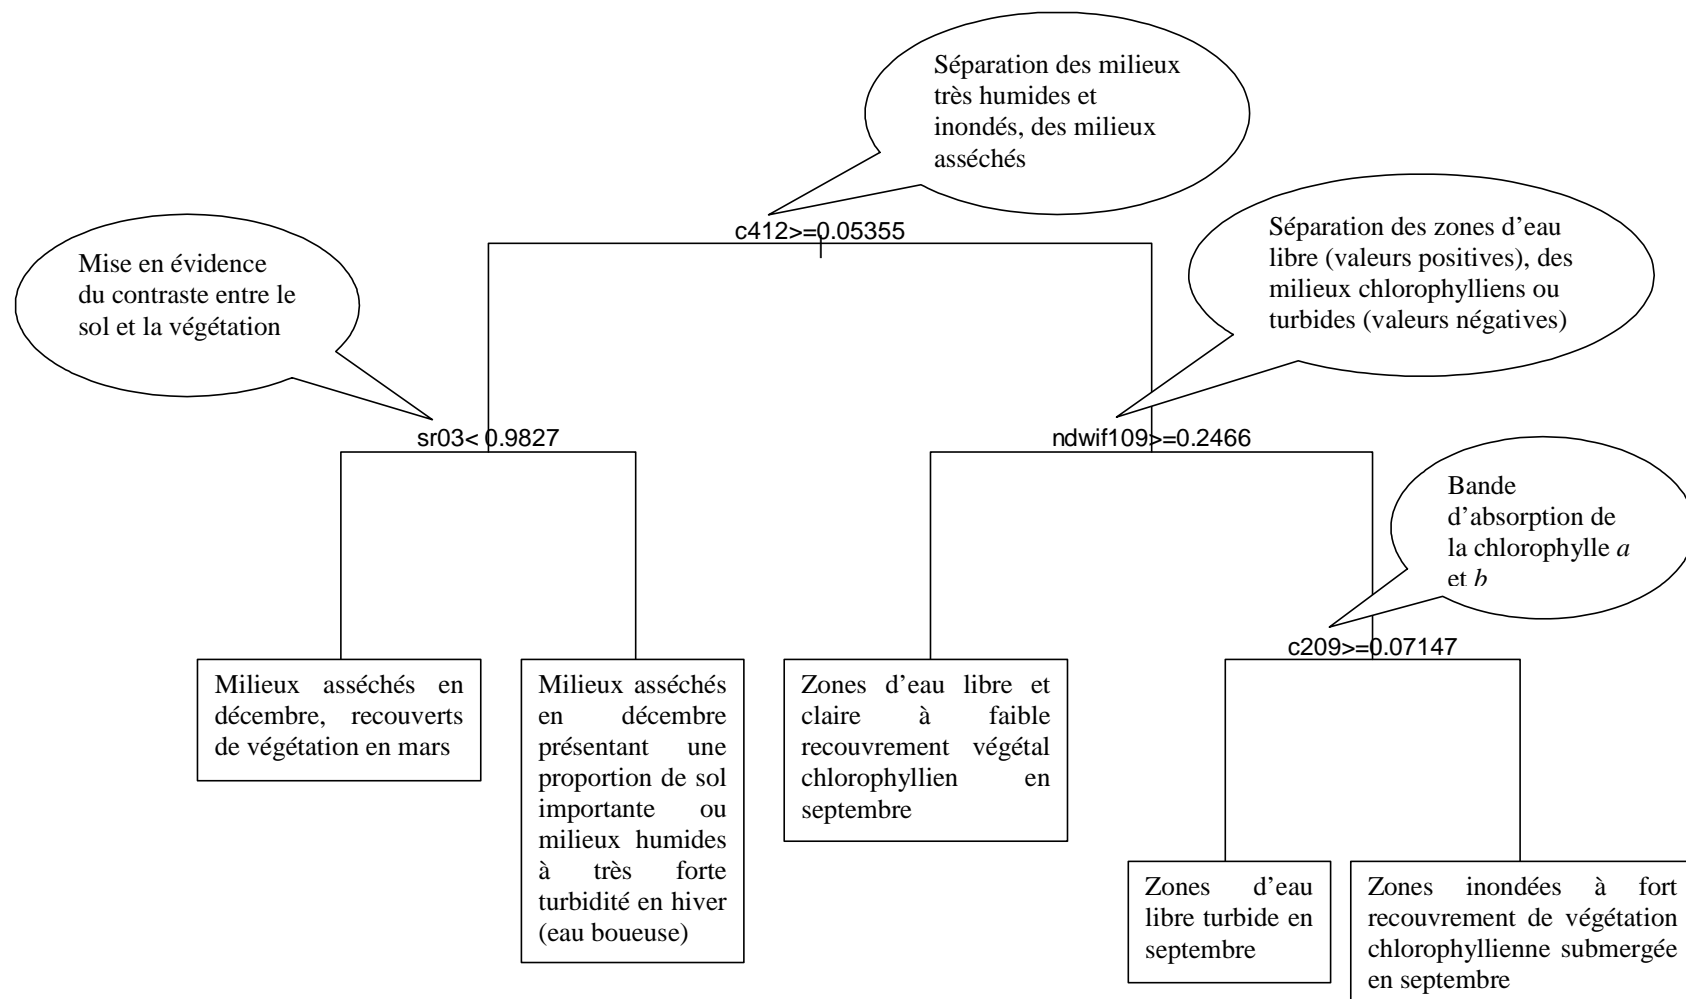 Séparation des milieux
très humides et
inondés, des milieux
asséchés
c412>=0.05355
Mise en évidence
du contraste entre le
sol et la végétation
Séparation des zones d’eau
libre (valeurs positives), des
milieux chlorophylliens ou
turbides (valeurs négatives)
sr03< 0.9827
ndwif109>=0.2466
Bande
d’absorption de
la chlorophylle a
et b
c209>=0.07147
Milieux asséchés en
décembre, recouverts
de végétation en mars
Milieux asséchés
en décembre
présentant une
proportion de sol
importante ou
milieux humides
à très forte
turbidité en hiver
(eau boueuse)
Zones d’eau libre et
claire à faible
recouvrement végétal
chlorophyllien en
septembre
Zones d’eau
libre turbide en
septembre
Zones inondées à fort
recouvrement de végétation
chlorophyllienne submergée
en septembre